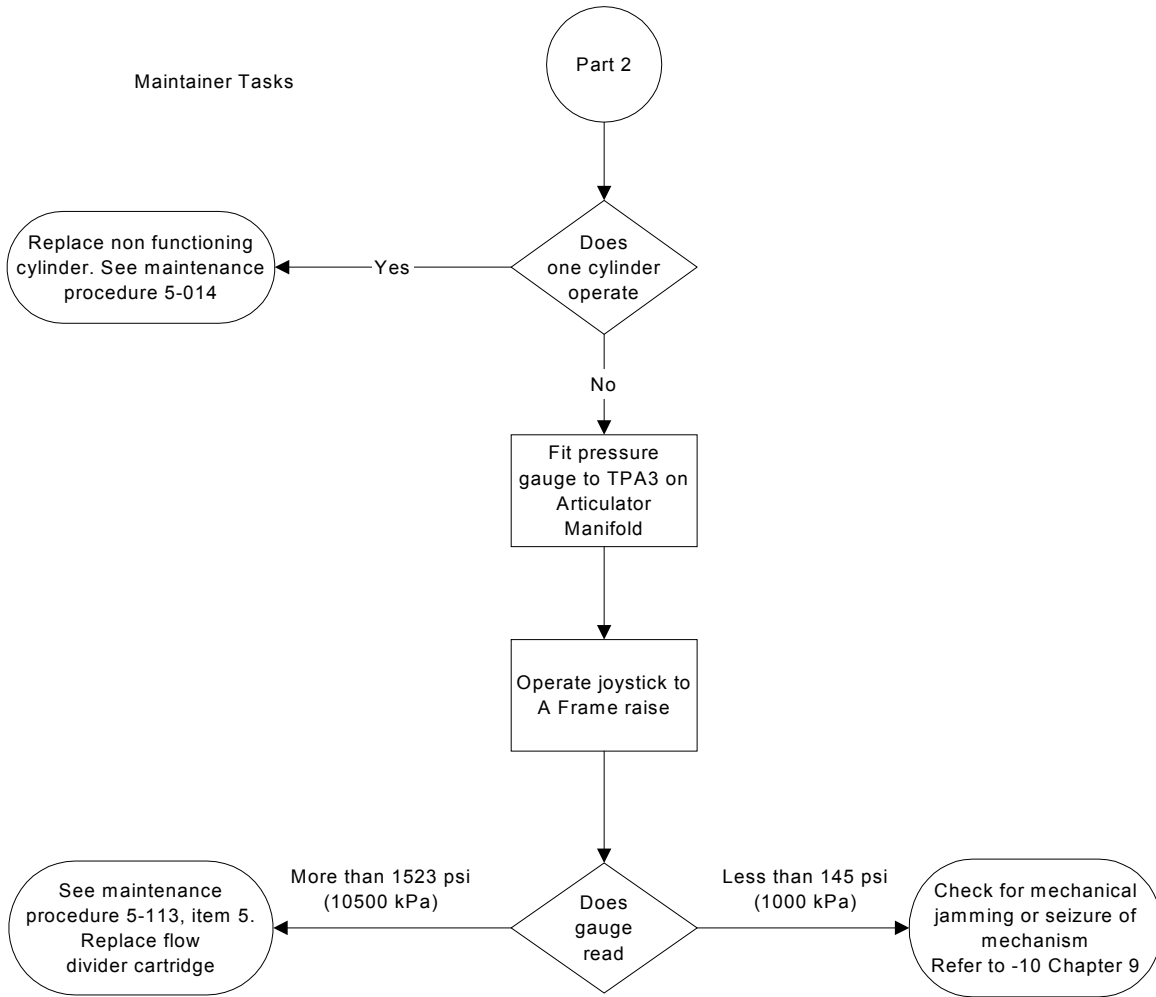 Maintainer Tasks
Part 2
Does
one cylinder
operate
Yes
Replace non functioning
cylinder. See maintenance
procedure 5-014
No
Fit pressure
gauge to TPA3 on
Articulator
Manifold
Operate joystick to
A Frame raise
Does
gauge
read
More than 1523 psi
(10500 kPa)
See maintenance
procedure 5-113, item 5.
Replace flow
divider cartridge
Less than 145 psi
(1000 kPa)
Check for mechanical
jamming or seizure of
mechanism
Refer to -10 Chapter 9